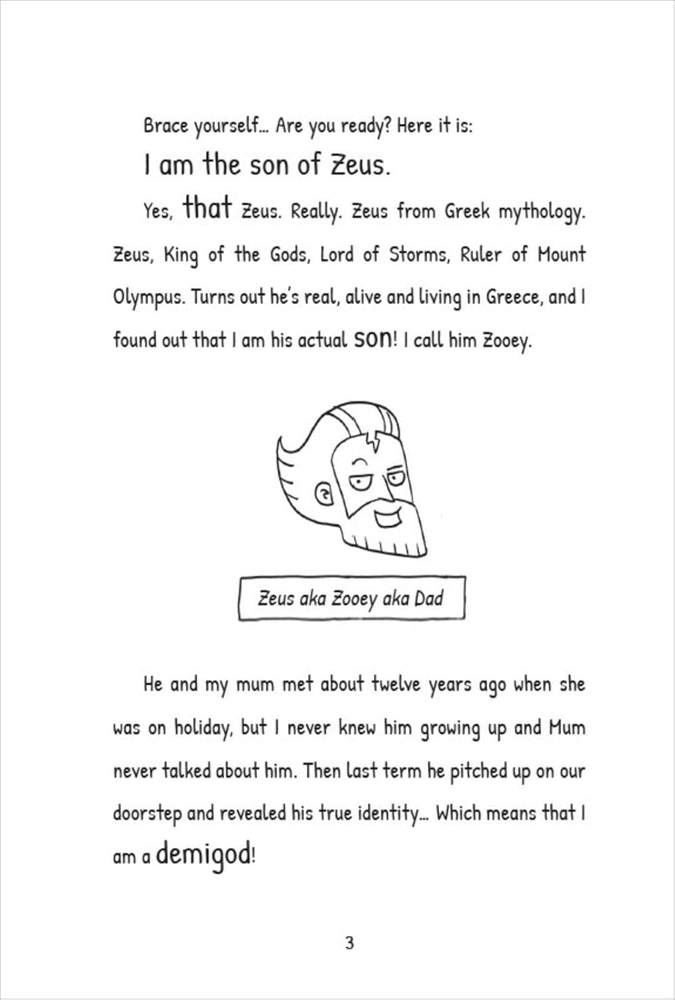 Brace yourself... Are you ready? Here it is:
I am the son of Zeus.
Yes, that Zeus. Really. Zeus from Greek mythology.
Zeus, King of the Gods, Lord of Storms, Ruler of Mount
Olympus. Turns out he's real, alive and living in Greece, and I
found out that I am his actual son! I call him Zooey.
Zeus aka Zooey aka Dad
He and my mum met about twelve years ago when she
was on holiday, but I never knew him growing up and Mum
never talked about him. Then last term he pitched up on our
doorstep and revealed his true identity... Which means that I
am a demigod!
3